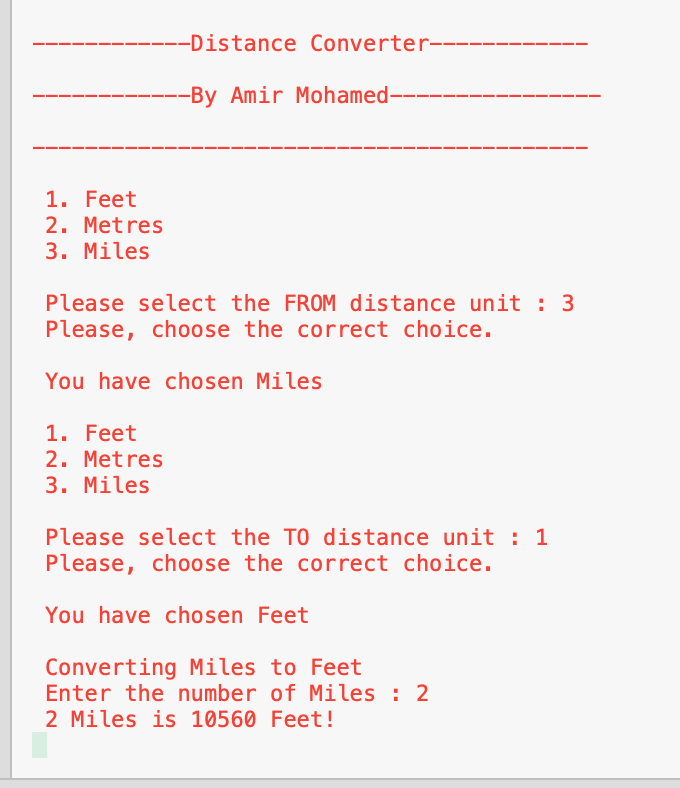 ------------Distance Converter------------
------------By Amir Mohamed----------------
------------------------------------------
1. Feet
2. Metres
3. Miles
Please select the FROM distance unit : 3
Please, choose the correct choice.
You have chosen Miles
1. Feet
2. Metres
3. Miles
Please select the TO distance unit : 1
Please, choose the correct choice.
You have chosen Feet
Converting Miles to Feet
Enter the number of Miles : 2
2 Miles is 10560 Feet!